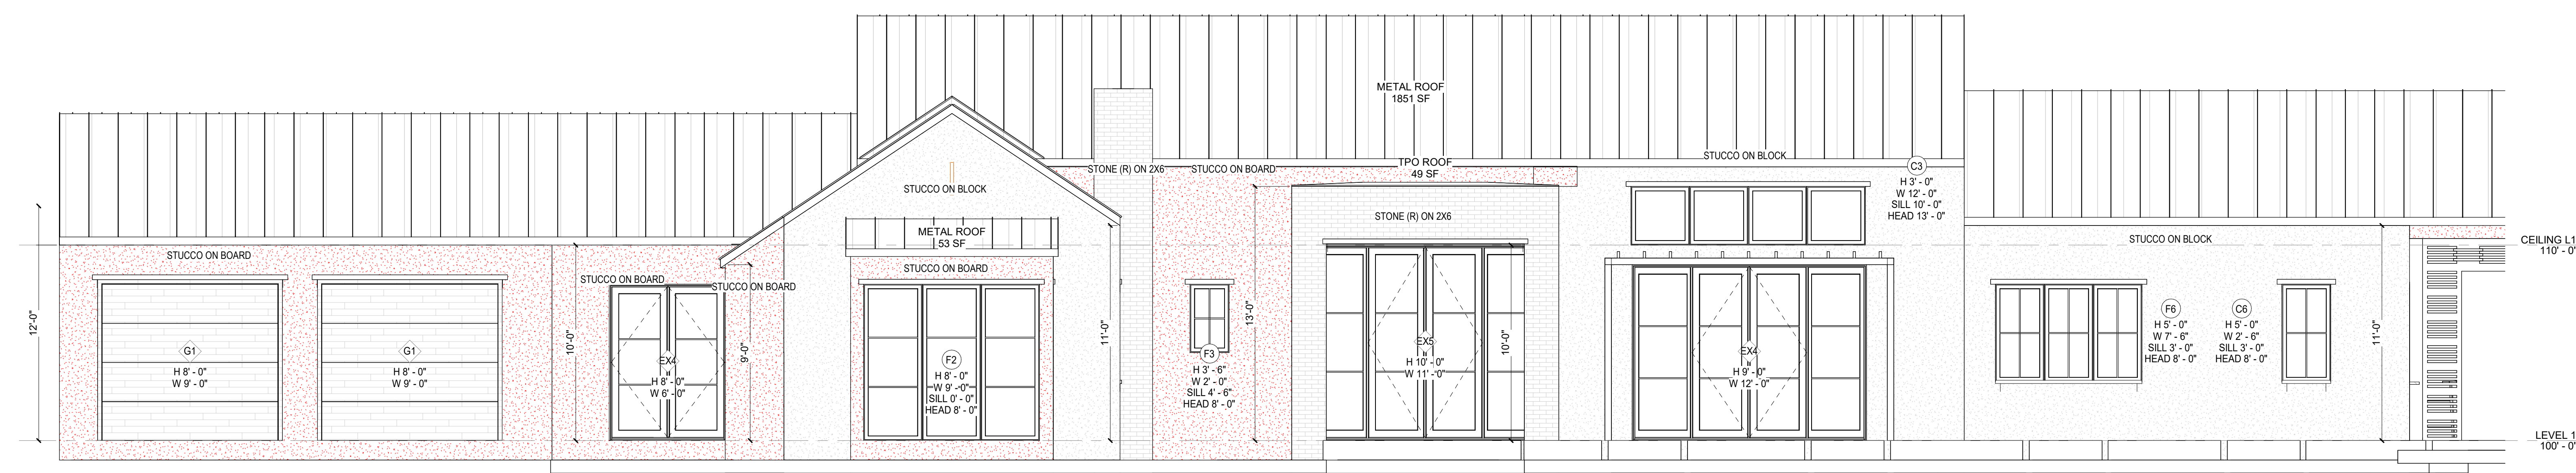 METAL ROOF
1851 SF
STUCCO ON BLOCK
STONE (R) ON 2X6
STUCCO ON BOARD
TPO ROOF
49 SF
C3
H 3' - 0"
W 12' - 0"
SILL 10' - 0"
HEAD 13' - 0"
STUCCO ON BLOCK
STONE (R) ON 2X6
METAL ROOF
53 SF
STUCCO ON BLOCK
CEILING L1
110' - 0"
STUCCO ON BOARD
STUCCO ON BOARD
STUCCO ON BOARD
STUCCO ON BOARD
12'-0"
G1
H 8' - 0"
W 9' - 0"
G1
H 8' - 0"
W 9' - 0"
10'-0"
EX4
H 8' - 0"
W 6' - 0"
9'-0"
F2
H 8' - 0"
W 9' - 0"
SILL 0' - 0"
HEAD 8' - 0"
11'-0"
F3
H 3' - 6"
W 2' - 0"
SILL 4' - 6"
HEAD 8' - 0"
13'-0"
EX5
H 10' - 0"
W 11' - 0"
10'-0"
EX4
H 9' - 0"
W 12' - 0"
F6
H 5' - 0"
W 7' - 6"
SILL 3' - 0"
HEAD 8' - 0"
C6
H 5' - 0"
W 2' - 6"
SILL 3' - 0"
HEAD 8' - 0"
11'-0"
LEVEL 1
100' - 0"